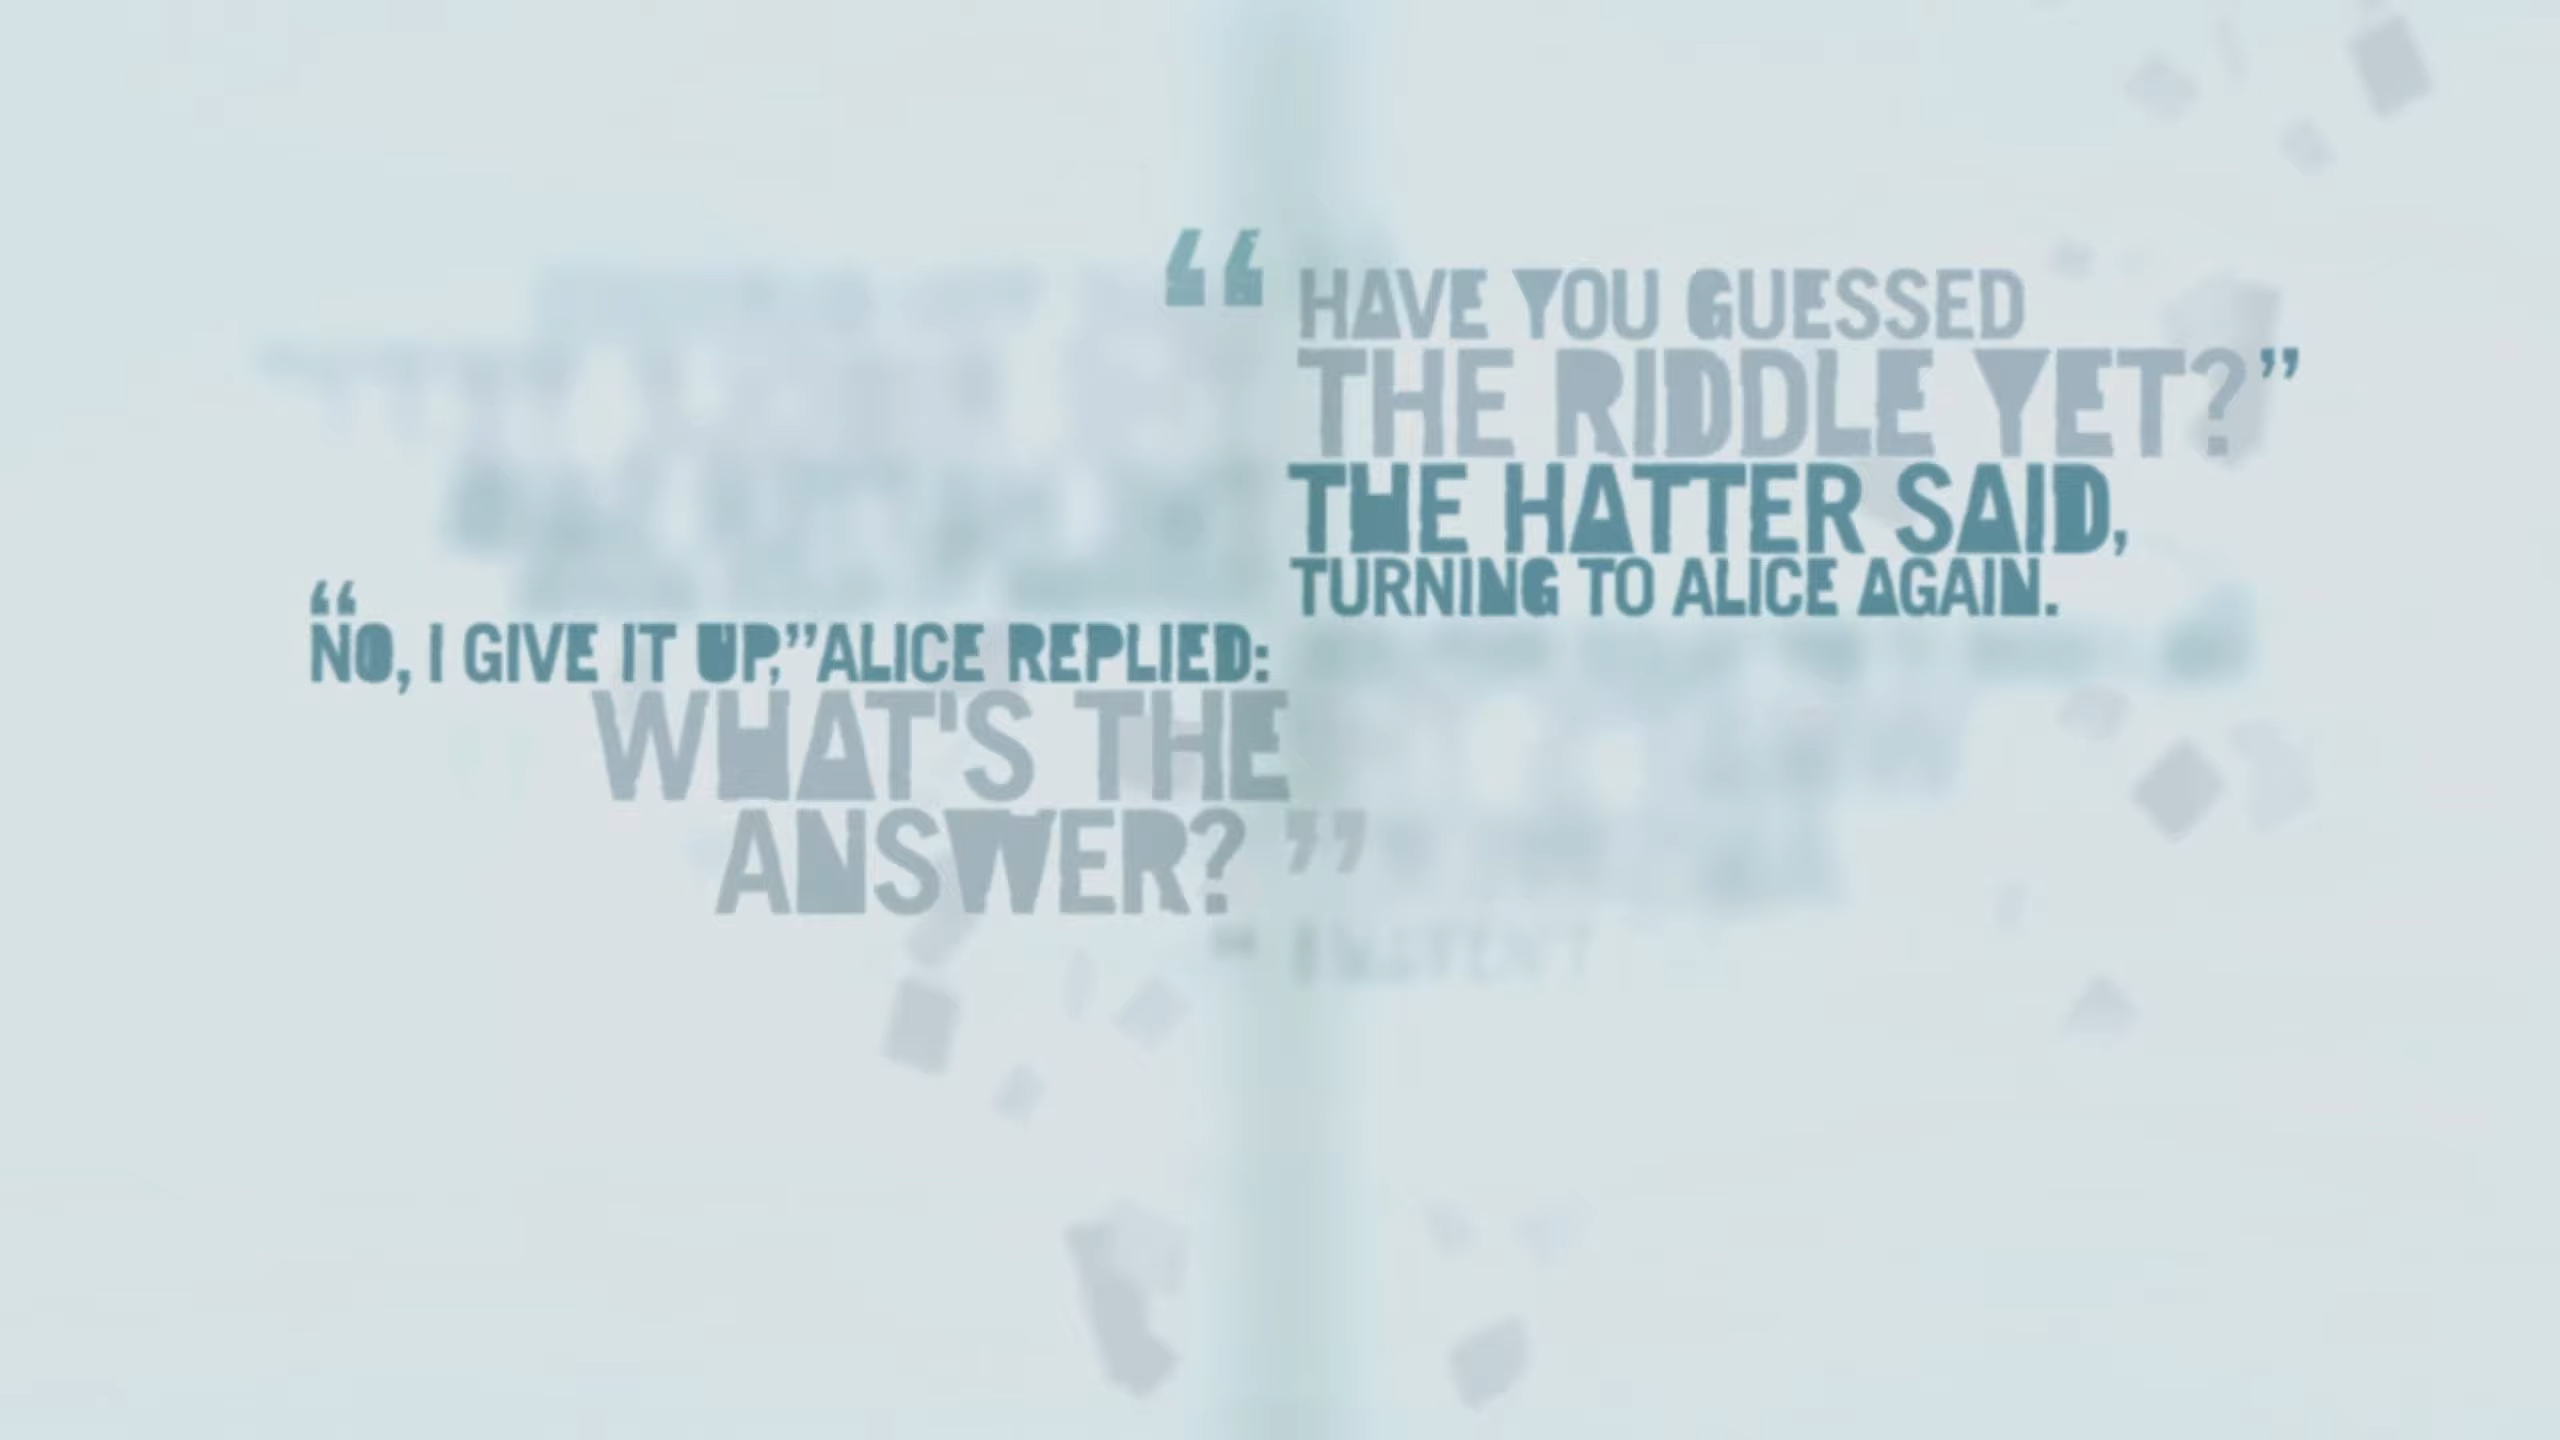 “ HAVE YOU GUESSED
THE RIDDLE YET?”
THE HATTER SAID,
TURNING TO ALICE AGAIN.
“
NO, I GIVE IT UP,”ALICE REPLIED:
WHAT'S THE
ANSWER? ”